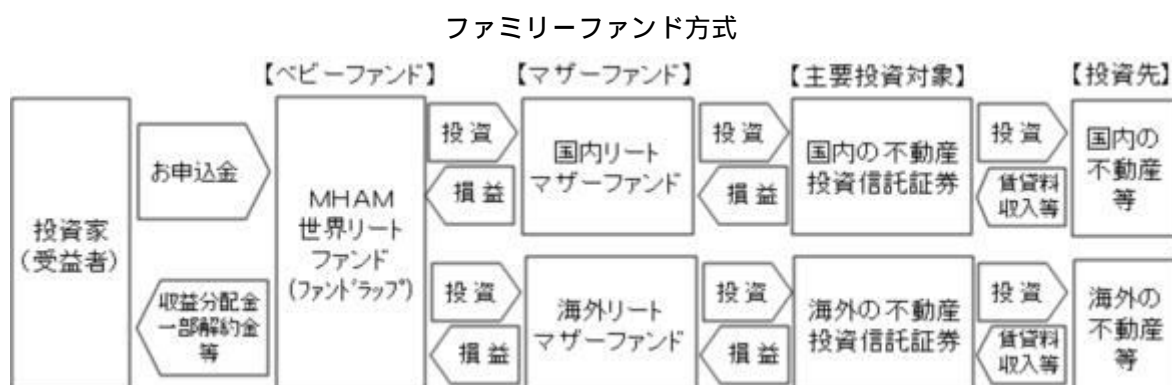 ファミリーファンド方式
【ベビーファンド】
【マザーファンド】
【主要投資対象】
【投資先】
投資家
(受益者)
お申込金
収益分配金
一部解約金
等
MHAM
世界リート
ファンド
(ファンドラップ)
投資
損益
国内リート
マザーファンド
投資
損益
国内の不動産
投資信託証券
投資
賃貸料
収入等
国内の
不動産
等
投資
損益
海外リート
マザーファンド
投資
損益
海外の不動産
投資信託証券
投資
賃貸料
収入等
海外の
不動産
等